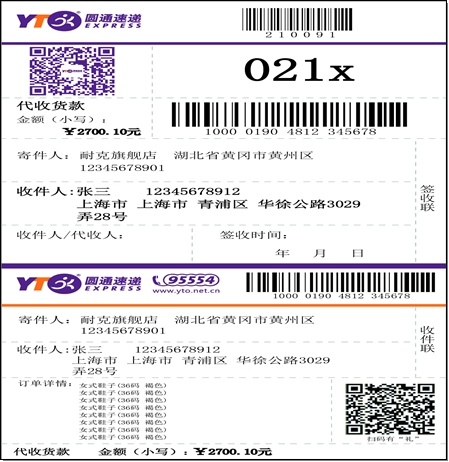 YTO 圆通速递
EXPRESS
210091
021x
代收货款
金额（小写）：
￥2700.10元
1000 0190 4812 345678
寄件人：耐克旗舰店 湖北省黄冈市黄州区
12345678901
收件人:张三 12345678912
上海市 上海市 青浦区 华徐公路3029
弄28号
签收联
收件人/代收人： 签收时间：
年 月 日
YTO 圆通速递
EXPRESS
95554
www.yto.net.cn
1000 0190 4812 345678
寄件人：耐克旗舰店 湖北省黄冈市黄州区
12345678901
收件人:张三 12345678912
上海市 上海市 青浦区 华徐公路3029
弄28号
收件联
订单详情：女式鞋子(36码 褐色)
女式鞋子(36码 褐色)
女式鞋子(36码 褐色)
女式鞋子(36码 褐色)
女式鞋子(36码 褐色)
女式鞋子(36码 褐色)
女式鞋子(36码 褐色)
女式鞋子(36码 褐色)
扫码有“礼”
代收货款 金额（小写）：￥2700.10元